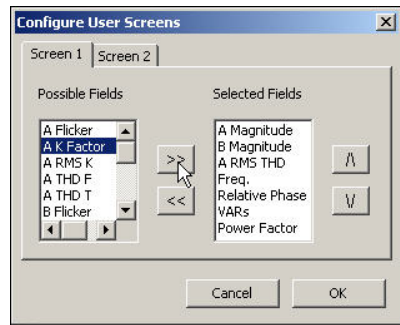 Configure User Screens
Screen 1 Screen 2
Possible Fields
A Flicker
A K Factor
A RMS K
A THD F
A THD T
B Flicker
>>
<<
Selected Fields
A Magnitude
B Magnitude
A RMS THD
Freq.
Relative Phase
VARs
Power Factor
/\
\/
Cancel OK